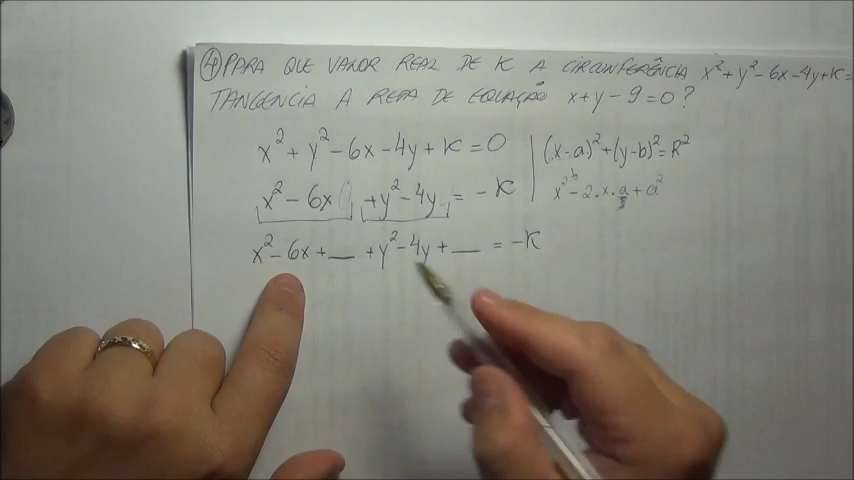 ④ PARA QUE VALOR REAL DE K A CIRCUNFERÊNCIA x² + y² - 6x - 4y + K =
TANGENCIA A RETA DE EQUAÇÃO x + y - 9 = 0 ?
x² + y² - 6x - 4y + K = 0
(x - a)² + (y - b)² = R²
x² - 6x + y² - 4y = - K
x² - 2 . x . a + a²
x² - 6x + __ + y² - 4y + __ = - K